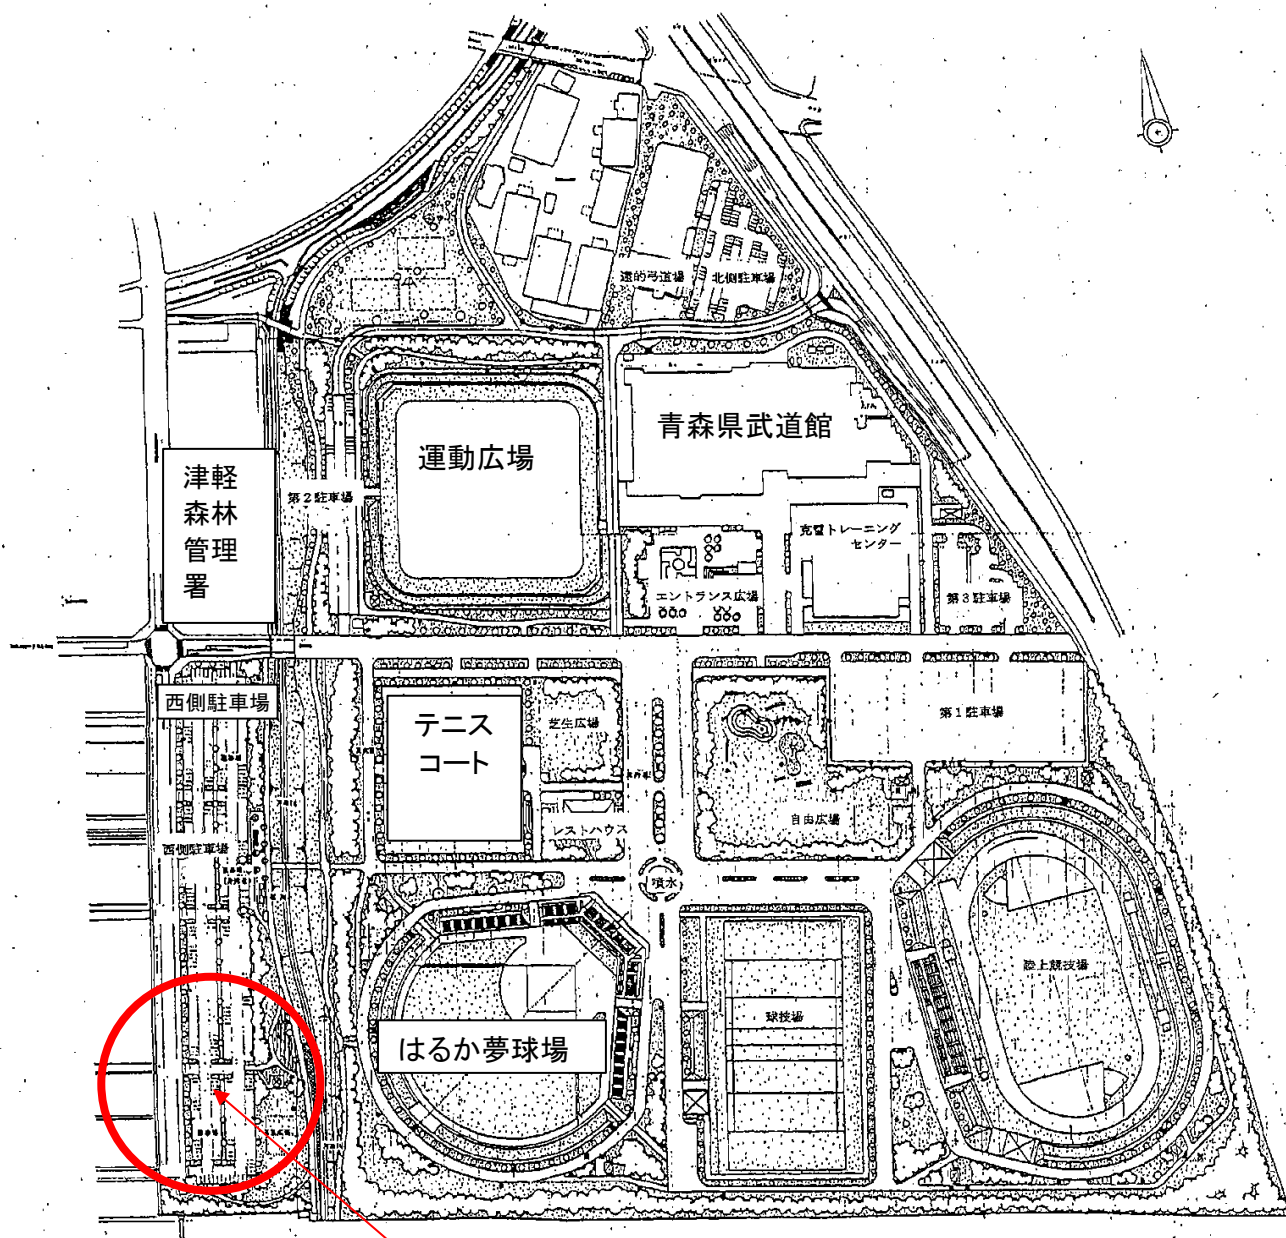 遠的弓道場
北側駐車場
青森県武道館
運動広場
津軽
森林
管理
署
第2駐車場
克雪トレーニング
センター
エントランス広場
第3駐車場
西側駐車場
テニス
コート
芝生広場
第1駐車場
レストハウス
自由広場
西側駐車場
噴水
陸上競技場
球技場
はるか夢球場